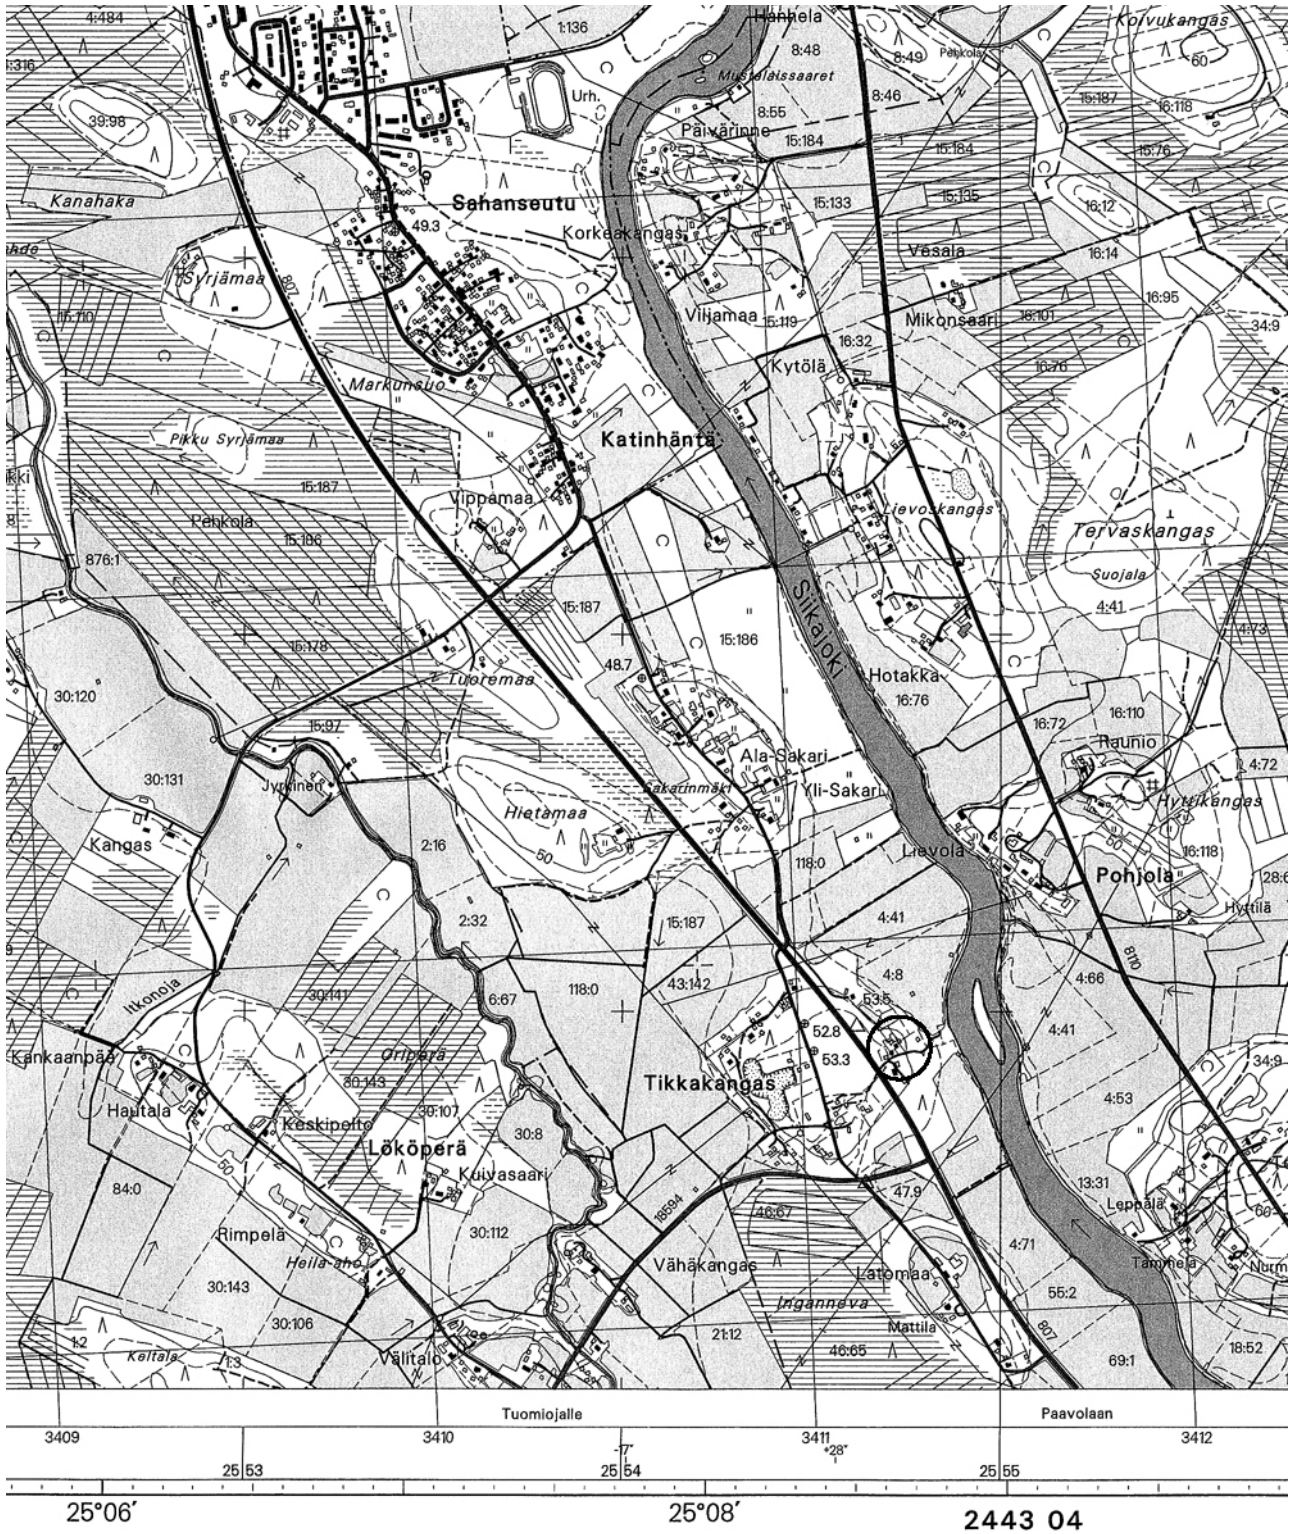 4:484
1:136
Hanhela
8:48
8:49
Pehkola
Koivukangas
60
:316
Mustalaissaaret
39:98
Urh.
8:46
8:55
15:187
16:118
Päivärinne
15:184
1
15:184
15:76
Kanahaka
Sahanseutu
15:135
16:12
15:133
49.3
Korkeakangas
Vasala
16:14
Syrjämaa
807
16:95
15:110
Viljamaa
15:119
Mikonsaari
16:101
34:9
16:32
Markunsuo
Kytölä
16:76
Pikku Syrjämaa
Katinhäntä
15:187
Vippamaa
Lievoskangas
Pehkola
15:186
Tervaskangas
876:1
Suojala
15:187
Siikajoki
4:41
15:186
4:73
15:178
48.7
Hotakka
30:120
Tuoremaa
16:76
16:110
15:97
16:72
Raunio
Ala-Sakari
4:72
30:131
Jyrkinen
Sakarinmäki
Yli-Sakari
Hyttikangas
Hietamaa
Kangas
2:16
50
118:0
Lievola
50
16:118
Pohjola
28:6
2:32
15:187
4:41
Hyttilä
8110
Itkonoja
30:141
6:67
118:0
43:142
4:8
4:66
53.5
52.8
4:41
Kankaanpää
Oriperä
53.3
34:9
30:143
Tikkakangas
Hautala
30:107
4:53
Keskipelto
30:8
Lököperä
50
Kuivasaari
84:0
47.9
13:31
18594
46:67
Leppälä
60
Rimpelä
30:112
4:71
Heila-aho
Vähäkangas
Latomaa
Tammela
Nurm
30:143
Inganneva
55:2
30:106
21:12
Mattila
807
1:2
Keltala
1:3
Välitalo
46:65
18:52
69:1
Tuomiojalle
Paavolaan
3409
3410
3411
3412
-17"
+28"
25 53
25 54
25 55
25°06′
25°08′
2443 04